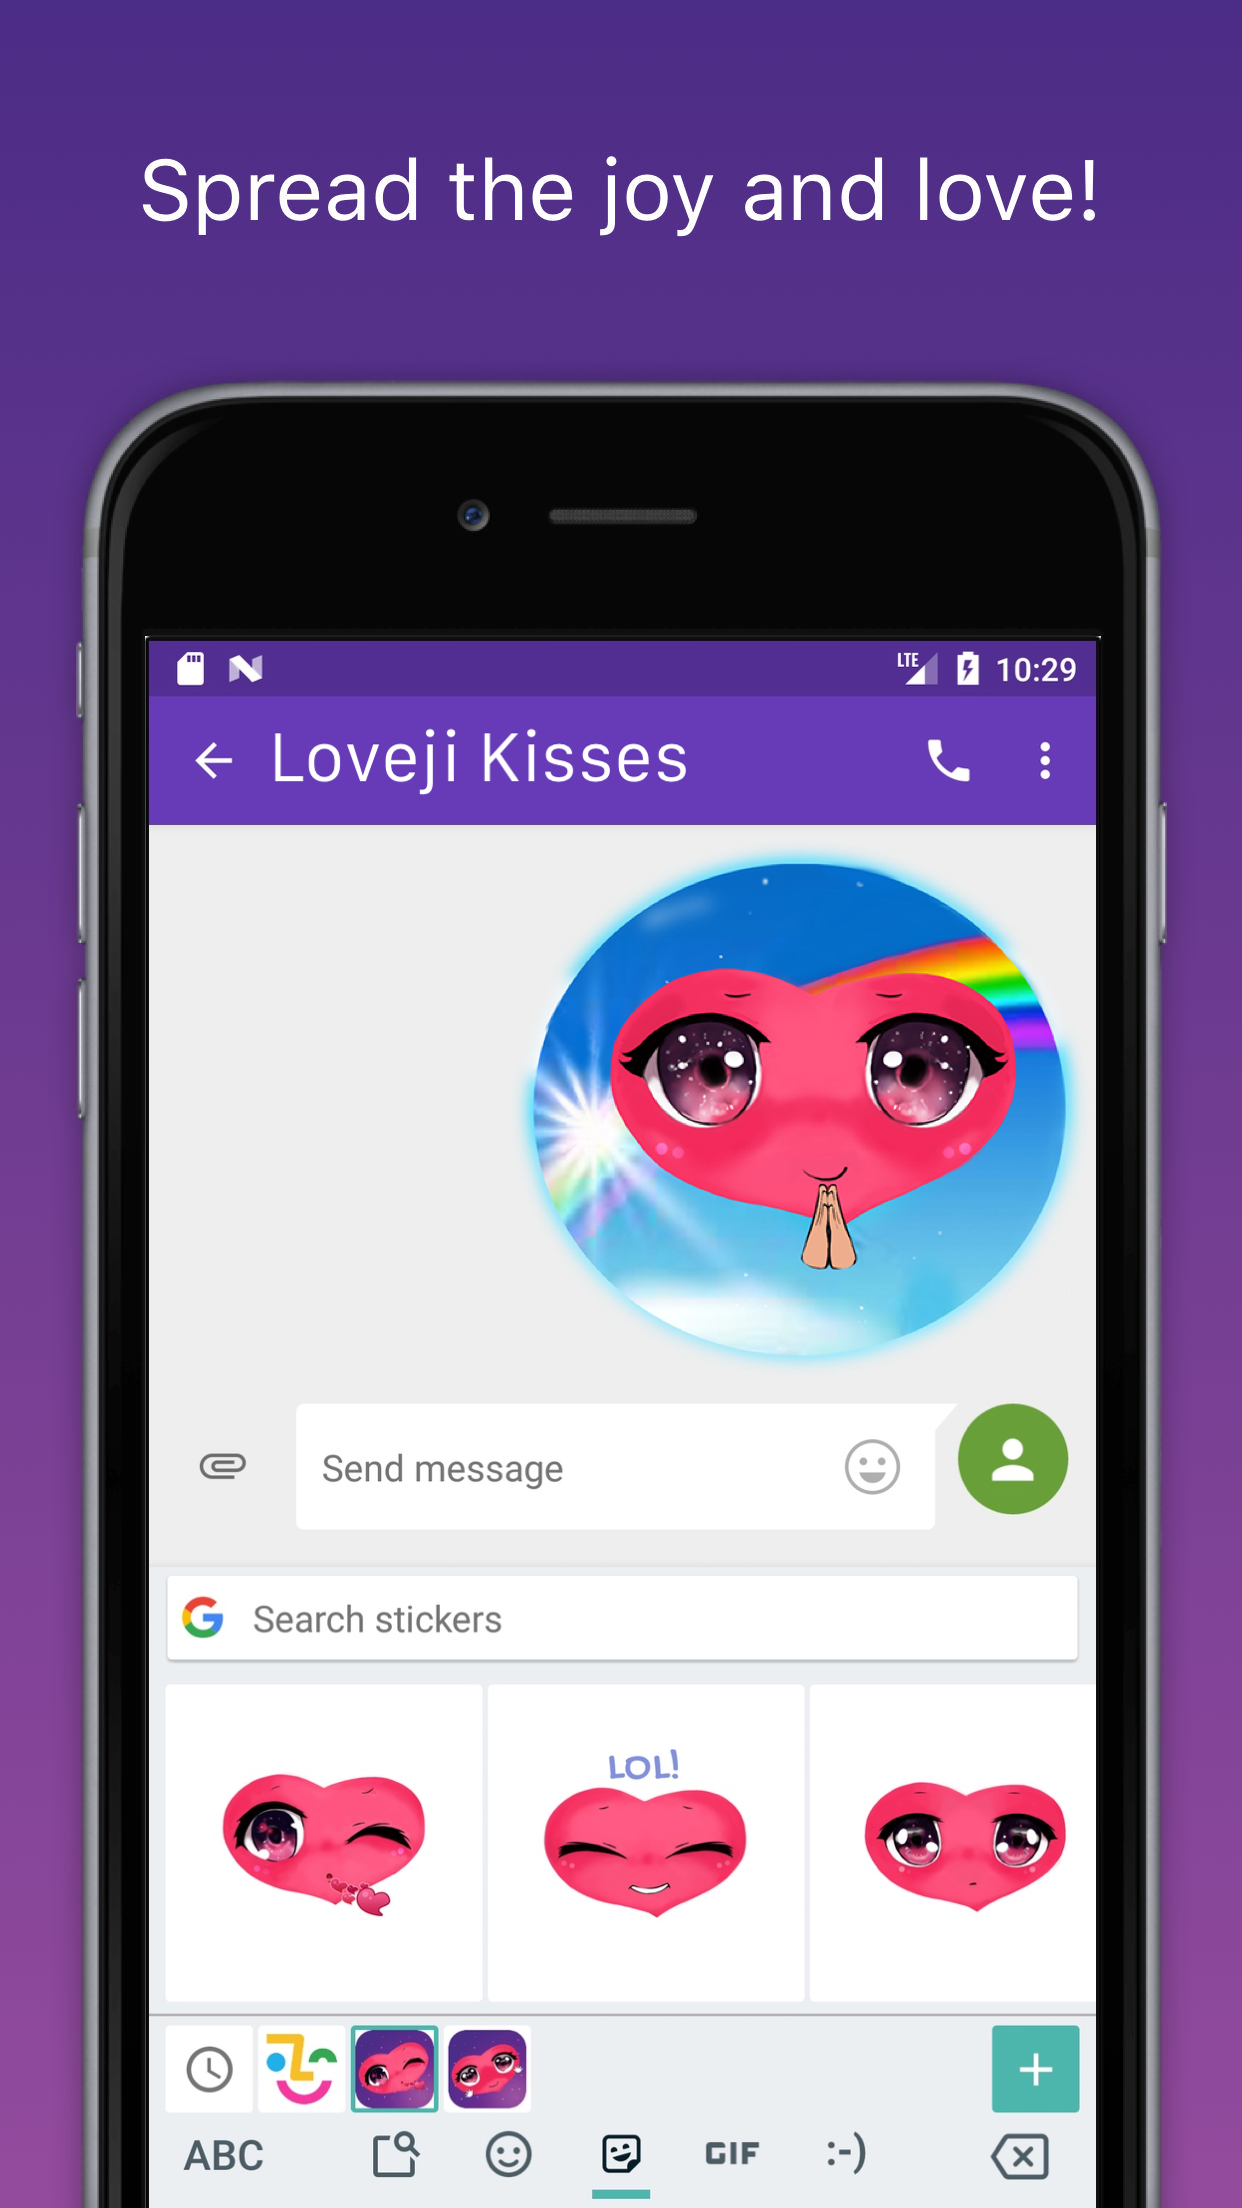 Spread the joy and love!
LTE 10:29
Loveji Kisses
Send message
G Search stickers
LOL!
ABC GIF :-)